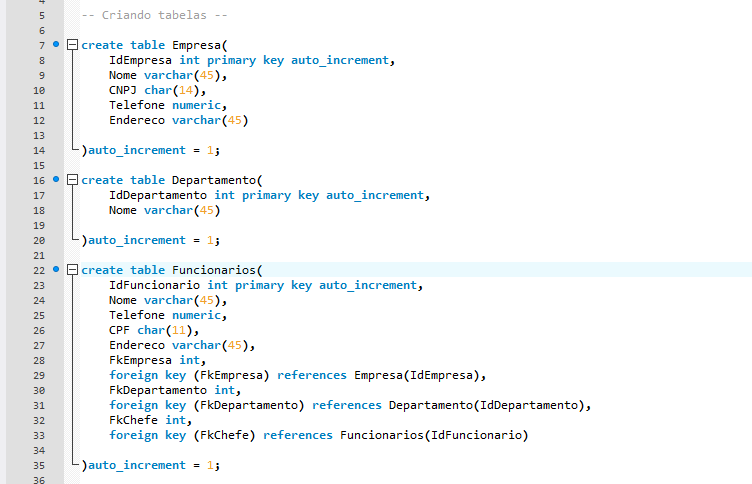 4
5 -- Criando tabelas --
6
7 create table Empresa(
8 IdEmpresa int primary key auto_increment,
9 Nome varchar(45),
10 CNPJ char(14),
11 Telefone numeric,
12 Endereco varchar(45)
13
14 )auto_increment = 1;
15
16 create table Departamento(
17 IdDepartamento int primary key auto_increment,
18 Nome varchar(45)
19
20 )auto_increment = 1;
21
22 create table Funcionarios(
23 IdFuncionario int primary key auto_increment,
24 Nome varchar(45),
25 Telefone numeric,
26 CPF char(11),
27 Endereco varchar(45),
28 FkEmpresa int,
29 foreign key (FkEmpresa) references Empresa(IdEmpresa),
30 FkDepartamento int,
31 foreign key (FkDepartamento) references Departamento(IdDepartamento),
32 FkChefe int,
33 foreign key (FkChefe) references Funcionarios(IdFuncionario)
34
35 )auto_increment = 1;
36